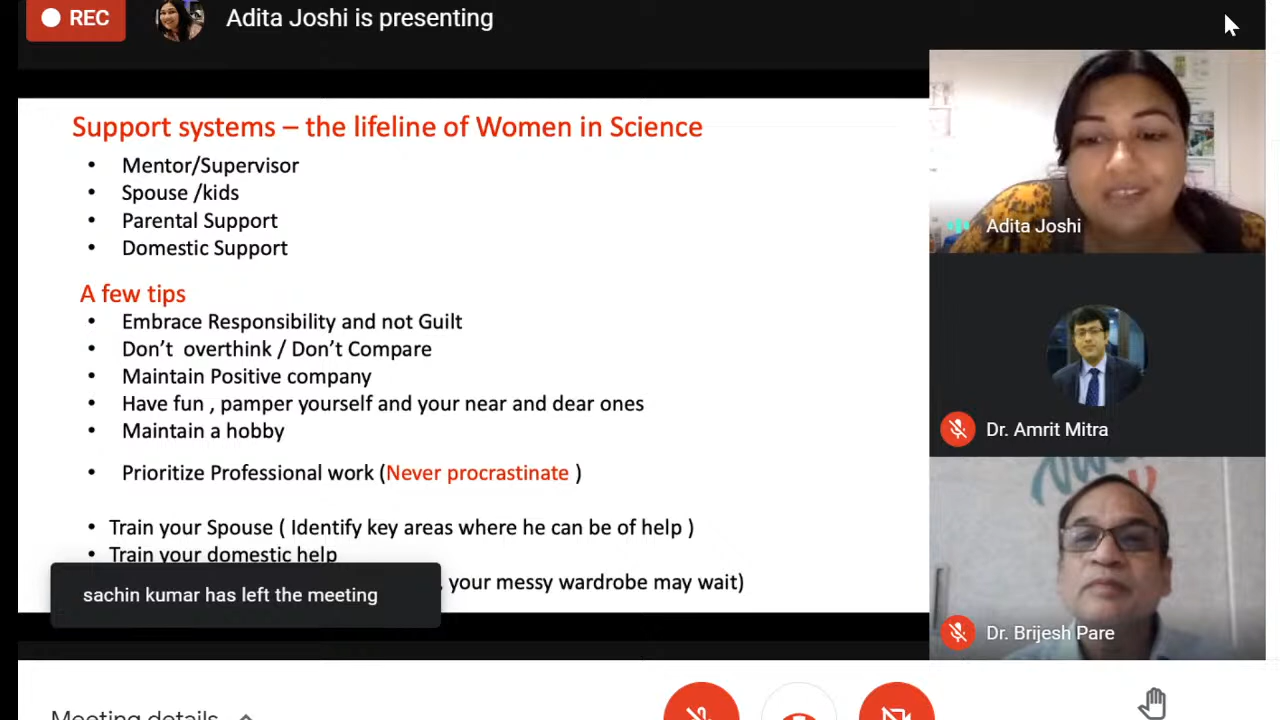 REC
Adita Joshi is presenting
Support systems – the lifeline of Women in Science
• Mentor/Supervisor
• Spouse /kids
• Parental Support
• Domestic Support
A few tips
• Embrace Responsibility and not Guilt
• Don't overthink / Don't Compare
• Maintain Positive company
• Have fun , pamper yourself and your near and dear ones
• Maintain a hobby
• Prioritize Professional work (Never procrastinate )
• Train your Spouse ( Identify key areas where he can be of help )
• Train your domestic help
, your messy wardrobe may wait)
sachin kumar has left the meeting
Adita Joshi
Dr. Amrit Mitra
Dr. Brijesh Pare
Meeting details